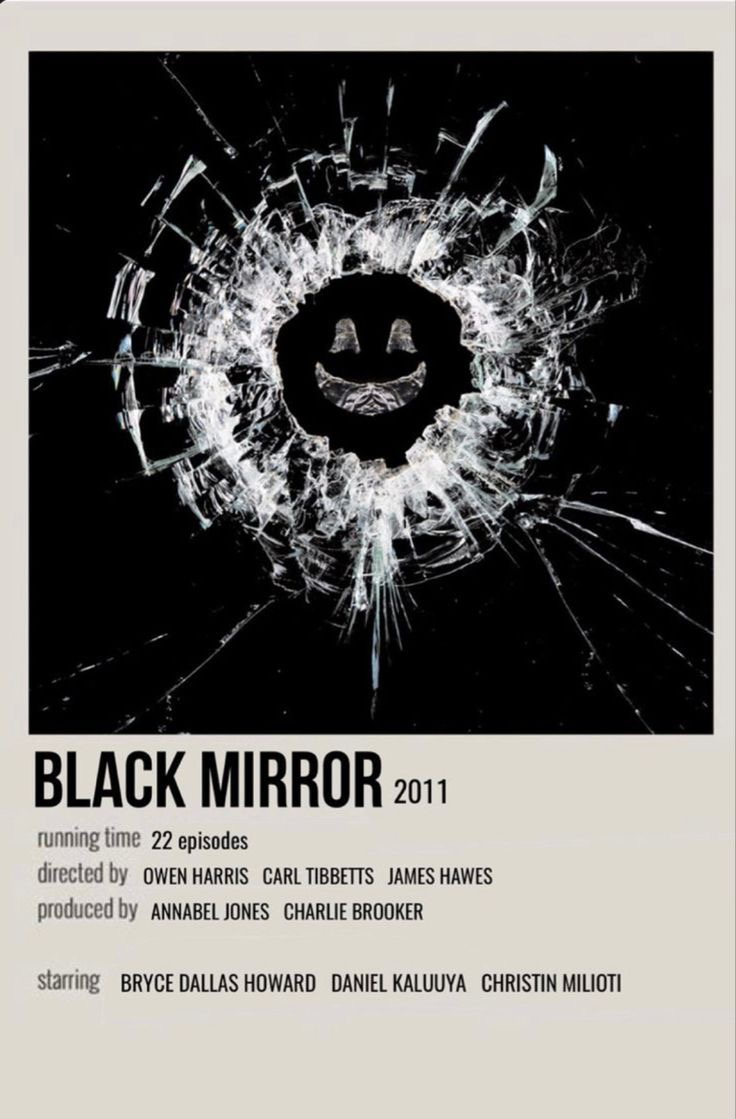 BLACK MIRROR 2011
running time 22 episodes
directed by OWEN HARRIS CARL TIBBETTS JAMES HAWES
produced by ANNABEL JONES CHARLIE BROOKER
starring BRYCE DALLAS HOWARD DANIEL KALUUYA CHRISTIN MILIOTI